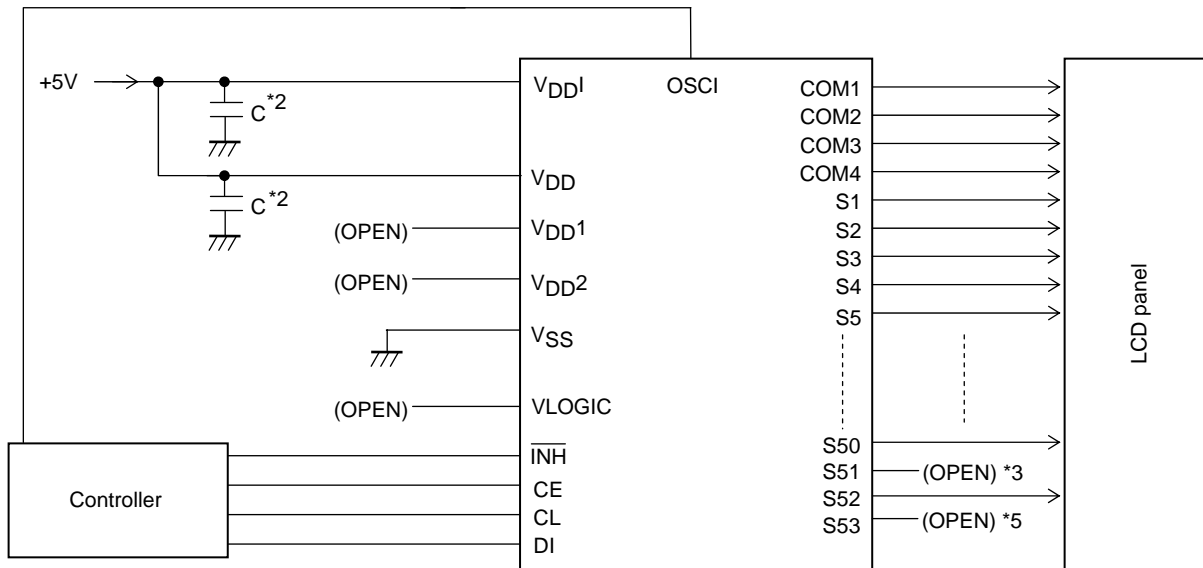 +5V
C*2
C*2
(OPEN)
(OPEN)
(OPEN)
Controller
VDDI
VDD
VDD1
VDD2
VSS
VLOGIC
INH
CE
CL
DI
OSCI
COM1
COM2
COM3
COM4
S1
S2
S3
S4
S5
S50
S51
S52
S53
(OPEN) *3
(OPEN) *5
LCD panel